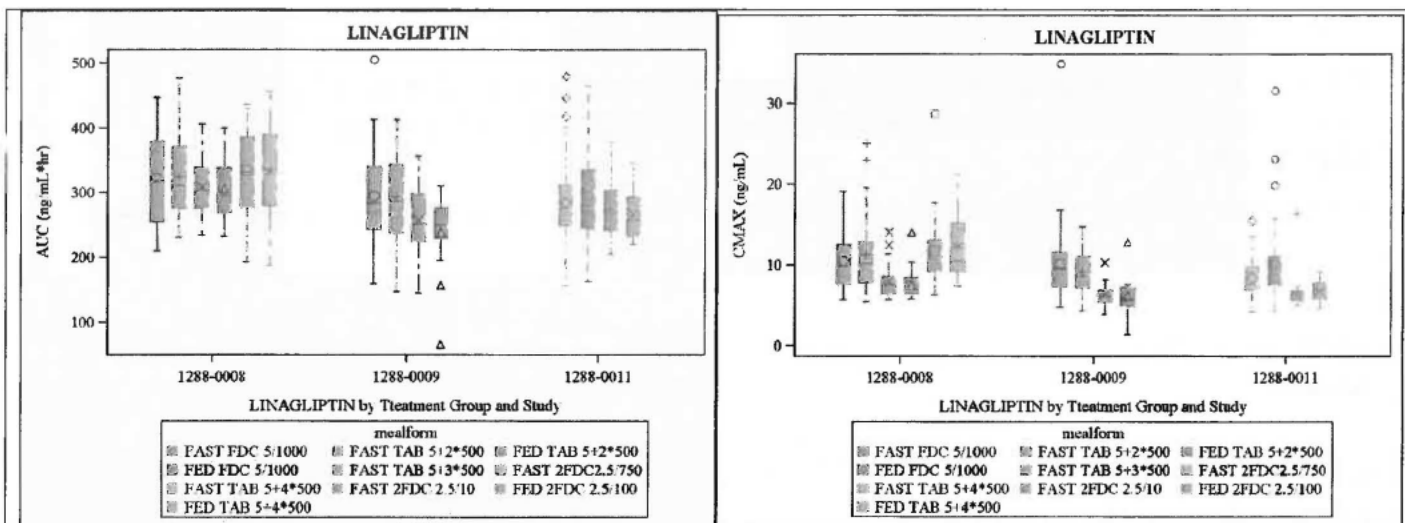 LINAGLIPTIN
500
400
300
200
100
AUC (ng/mL*hr)
1288-0008 1288-0009 1288-0011
LINAGLIPTIN by Tteatment Group and Study
mealform
FAST FDC 5/1000 FAST TAB 5+2*500 FED TAB 5+2*500
FED FDC 5/1000 FAST TAB 5+3*500 FAST 2FDC2.5/750
FAST TAB 5+4*500 FAST 2FDC 2.5/10 FED 2FDC 2.5/100
FED TAB 5+4*500
LINAGLIPTIN
30
20
10
0
CMAX (ng/mL)
1288-0008 1288-0009 1288-0011
LINAGLIPTIN by Tteatment Group and Study
mealform
FAST FDC 5/1000 FAST TAB 5+2*500 FED TAB 5+2*500
FED FDC 5/1000 FAST TAB 5+3*500 FAST 2FDC2.5/750
FAST TAB 5+4*500 FAST 2FDC 2.5/10 FED 2FDC 2.5/100
FED TAB 5+4*500